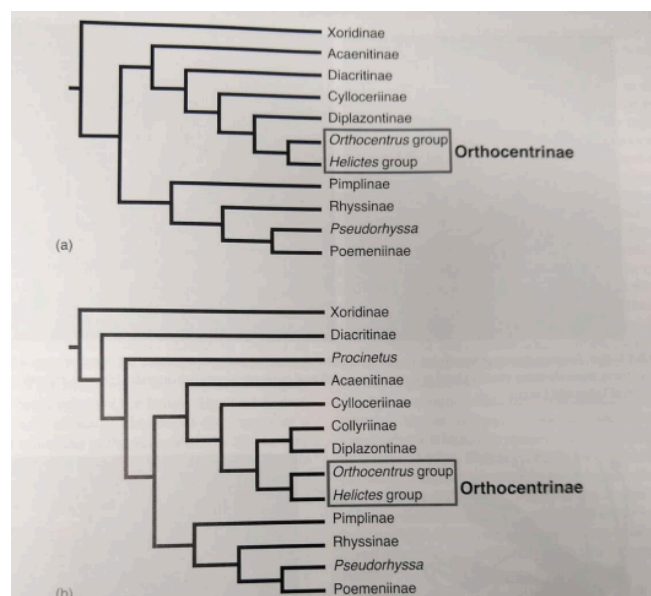 Xoridinae
Acaenitinae
Diacritinae
Cylloceriinae
Diplazontinae
Orthocentrus group
Orthocentrinae
Helictes group
Pimplinae
Rhyssinae
Pseudorhyssa
(a)
Poemeniinae
Xoridinae
Diacritinae
Procinetus
Acaenitinae
Cylloceriinae
Collyriinae
Diplazontinae
Orthocentrus group
Orthocentrinae
Helictes group
Pimplinae
Rhyssinae
Pseudorhyssa
(b)
Poemeniinae